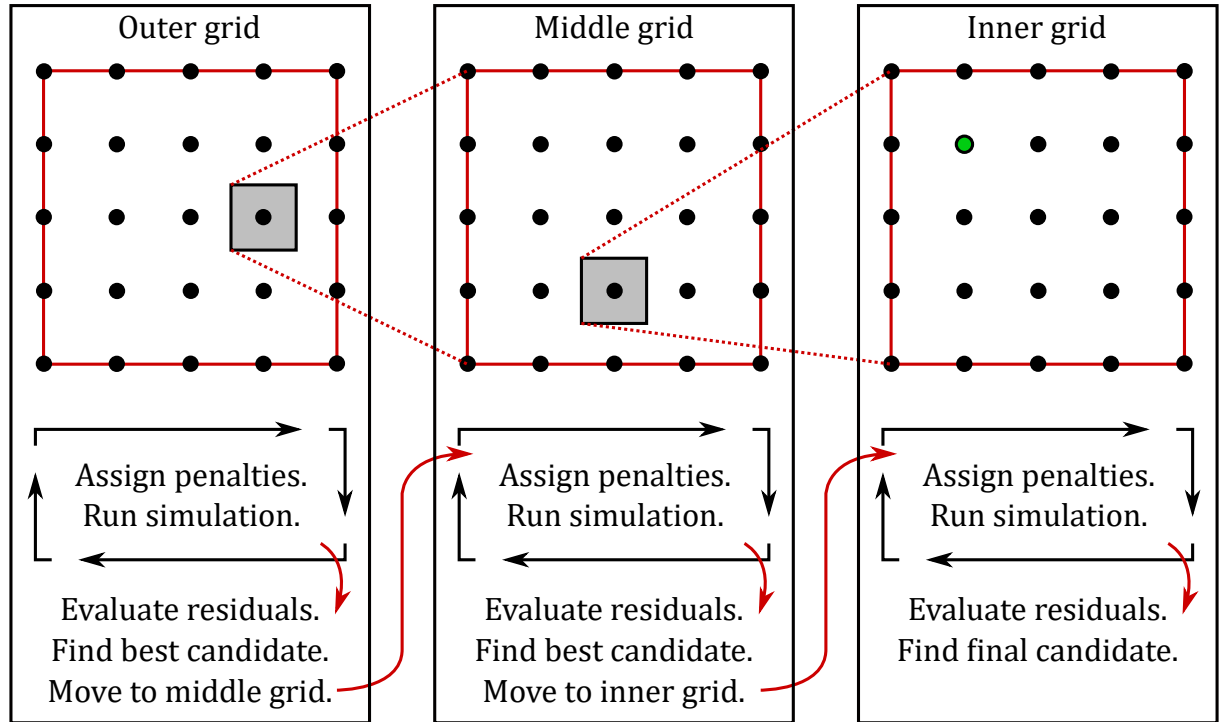 Outer grid
Assign penalties.
Run simulation.
Evaluate residuals.
Find best candidate.
Move to middle grid.
Middle grid
Assign penalties.
Run simulation.
Evaluate residuals.
Find best candidate.
Move to inner grid.
Inner grid
Assign penalties.
Run simulation.
Evaluate residuals.
Find final candidate.